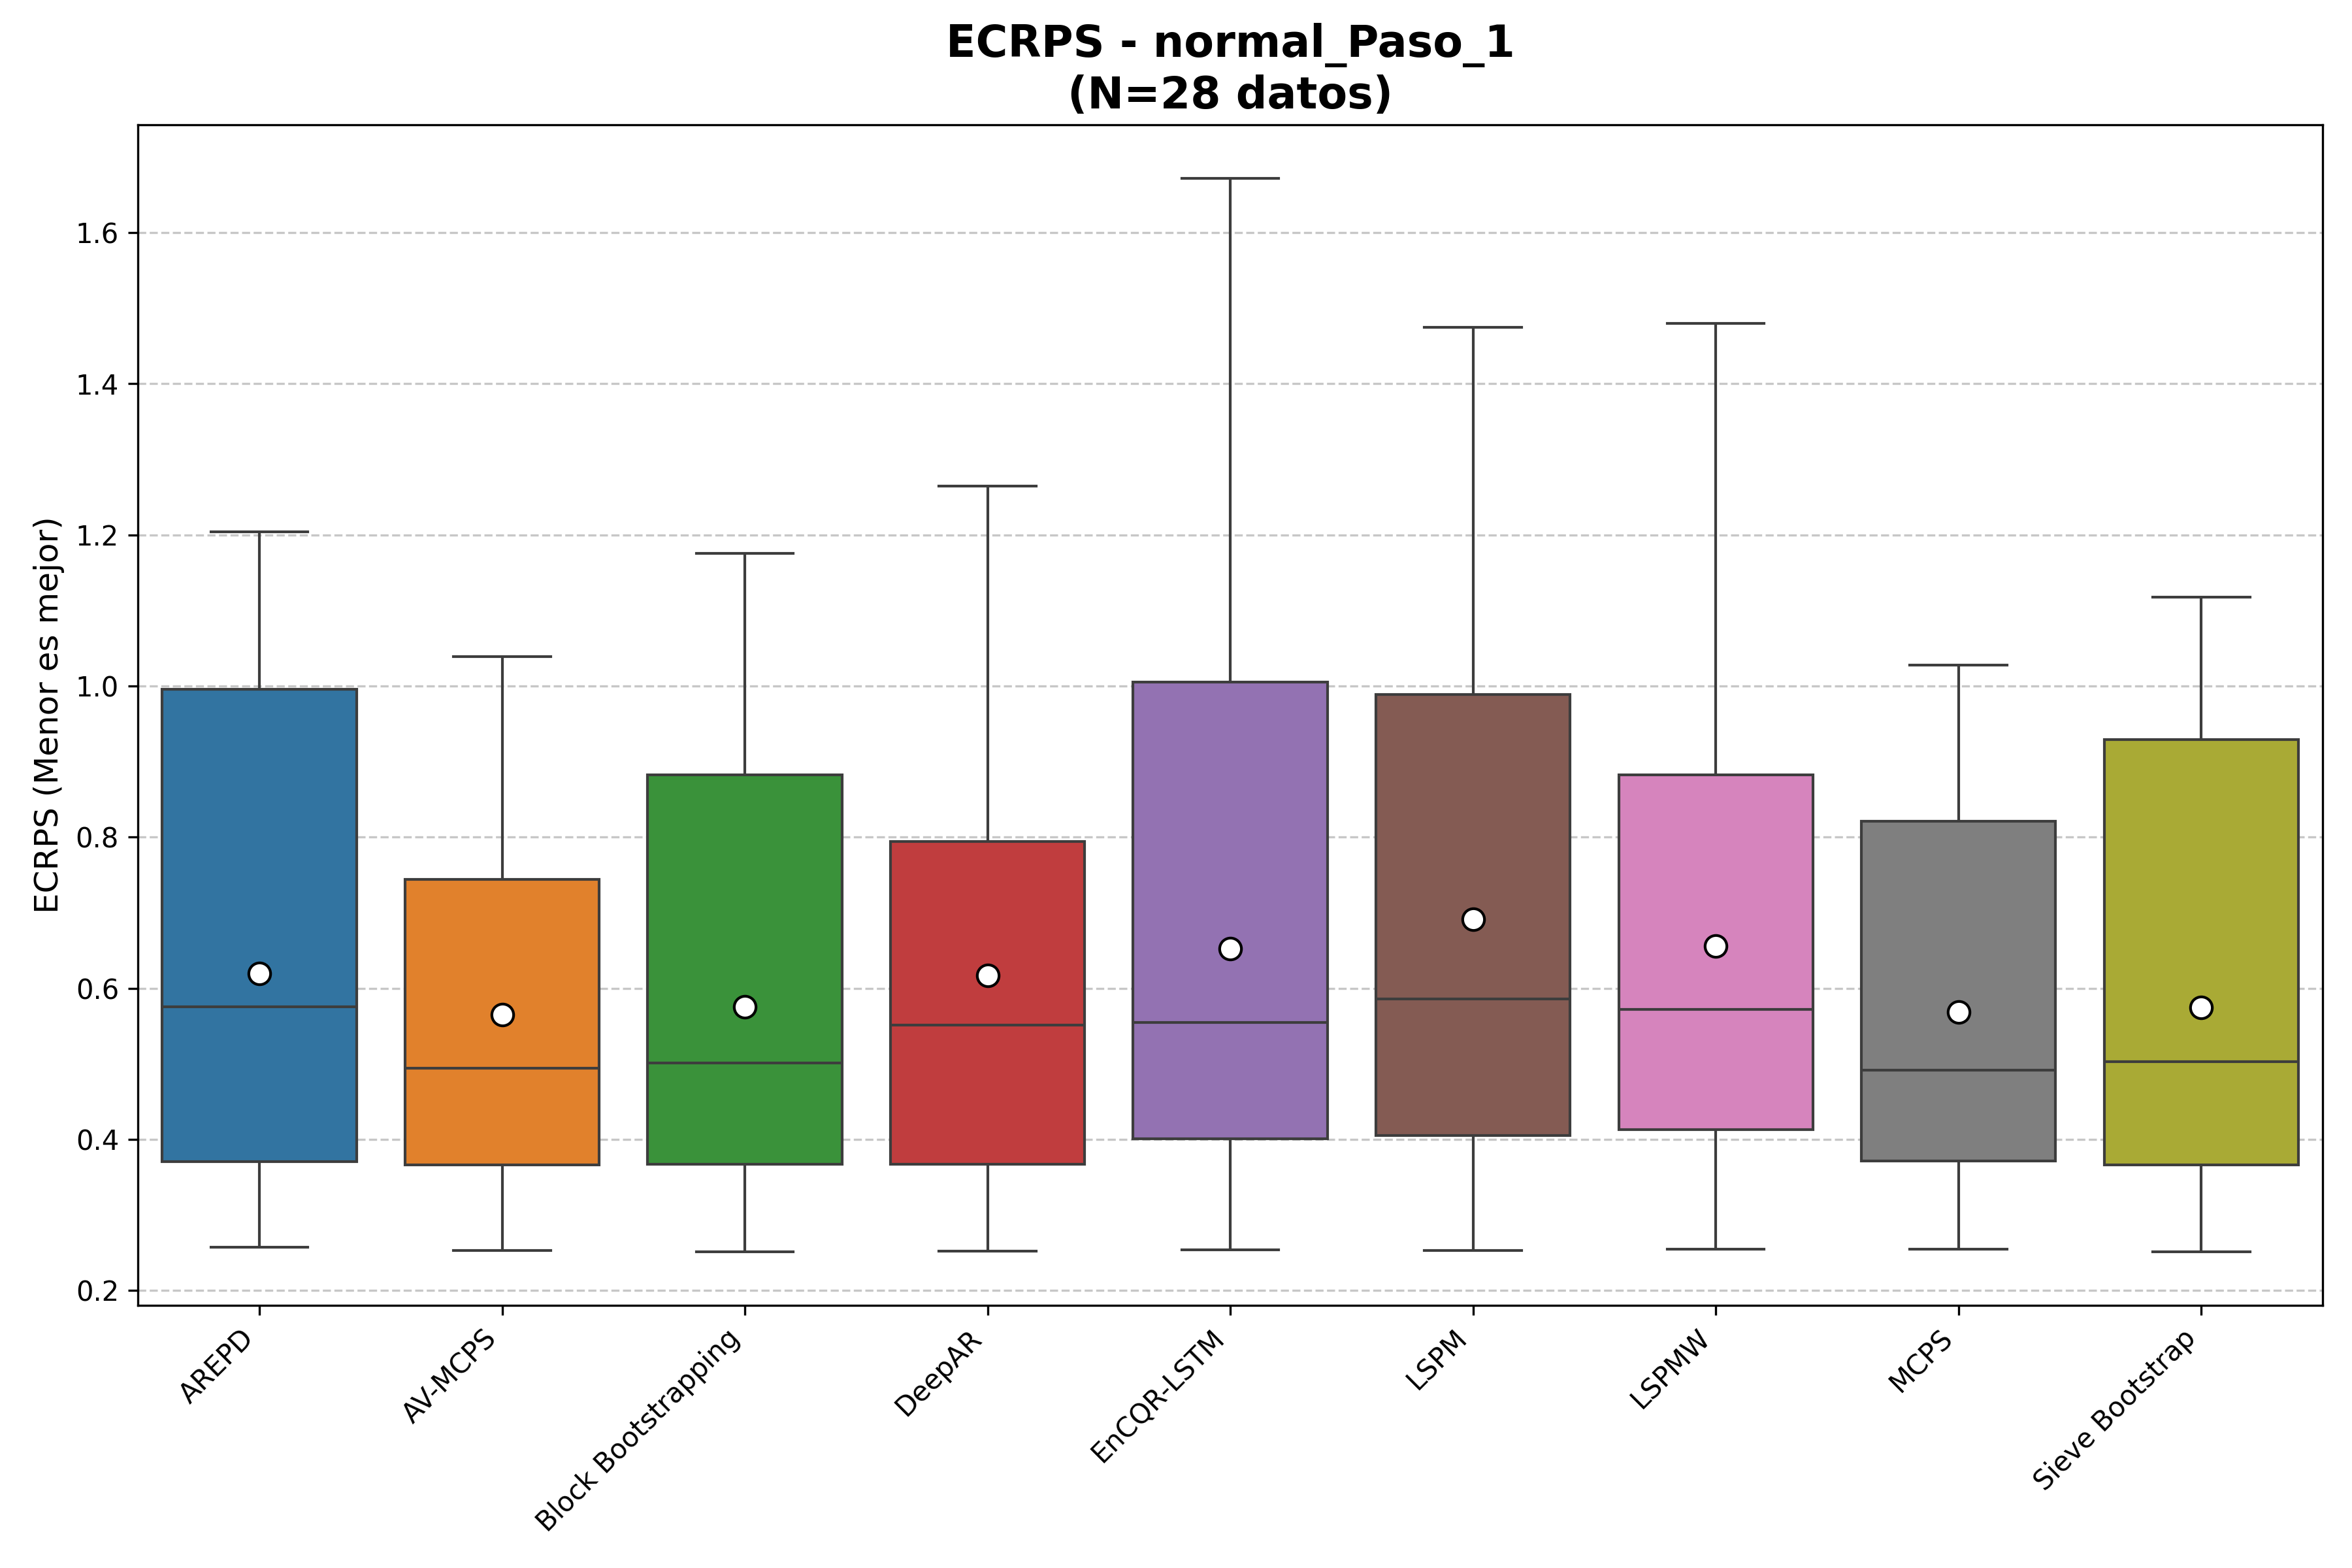 ECRPS - normal_Paso_1
(N=28 datos)
ECRPS (Menor es mejor)
1.6
1.4
1.2
1.0
0.8
0.6
0.4
0.2
AREPD
AV-MCPS
Block Bootstrapping
DeepAR
EnCQR-LSTM
LSPM
LSPMW
MCPS
Sieve Bootstrap